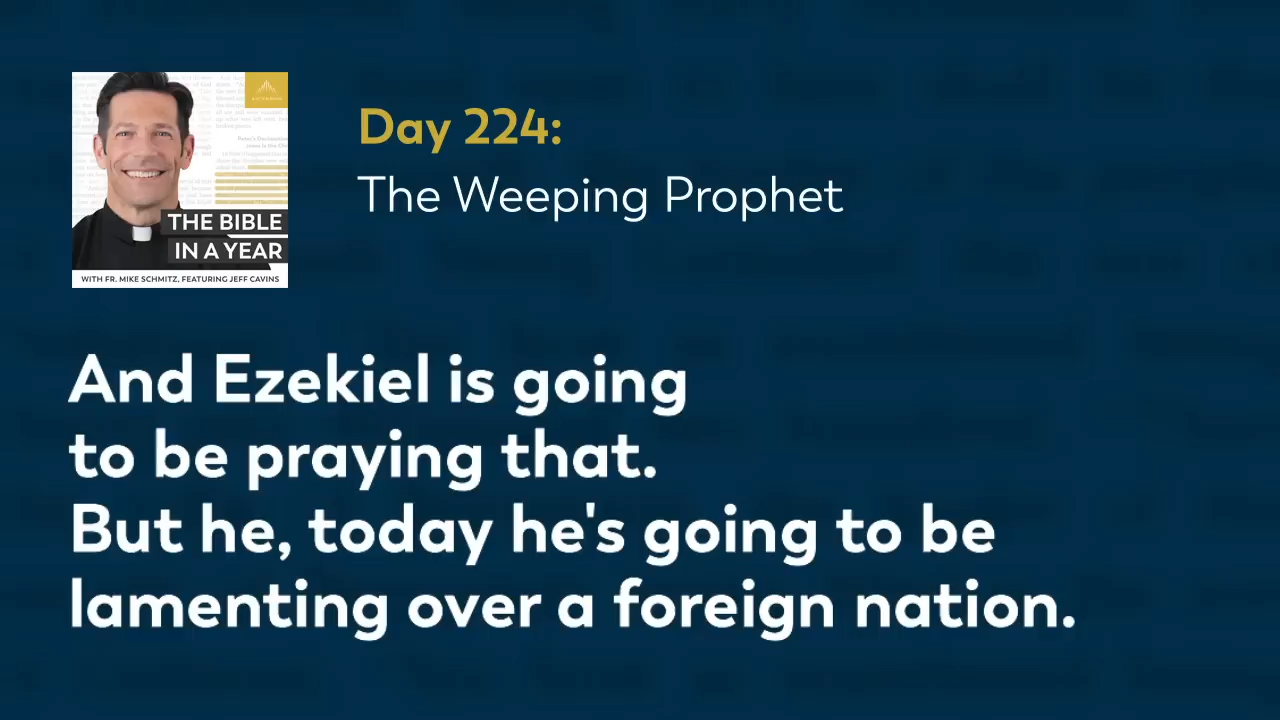 THE BIBLE
IN A YEAR
WITH FR. MIKE SCHMITZ, FEATURING JEFF CAVINS
Day 224:
The Weeping Prophet
And Ezekiel is going
to be praying that.
But he, today he's going to be
lamenting over a foreign nation.